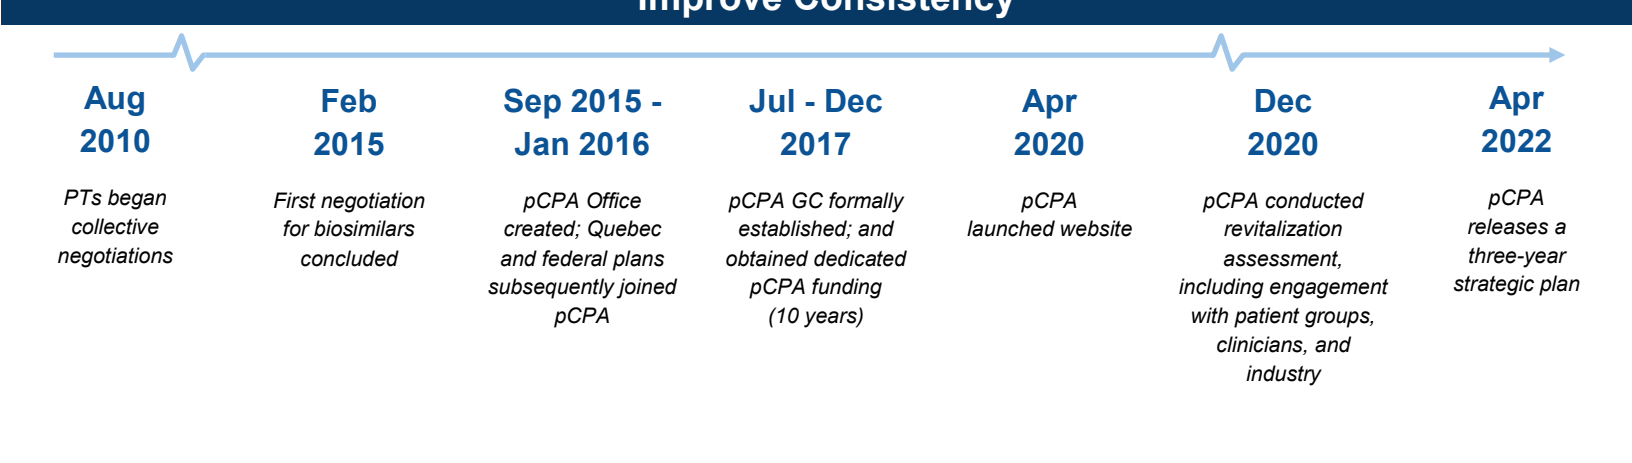 Improve Consistency
Aug
2010
PTs began
collective
negotiations
Feb
2015
First negotiation
for biosimilars
concluded
Sep 2015 -
Jan 2016
pCPA Office
created; Quebec
and federal plans
subsequently joined
pCPA
Jul - Dec
2017
pCPA GC formally
established; and
obtained dedicated
pCPA funding
(10 years)
Apr
2020
pCPA
launched website
Dec
2020
pCPA conducted
revitalization
assessment,
including engagement
with patient groups,
clinicians, and
industry
Apr
2022
pCPA
releases a
three-year
strategic plan